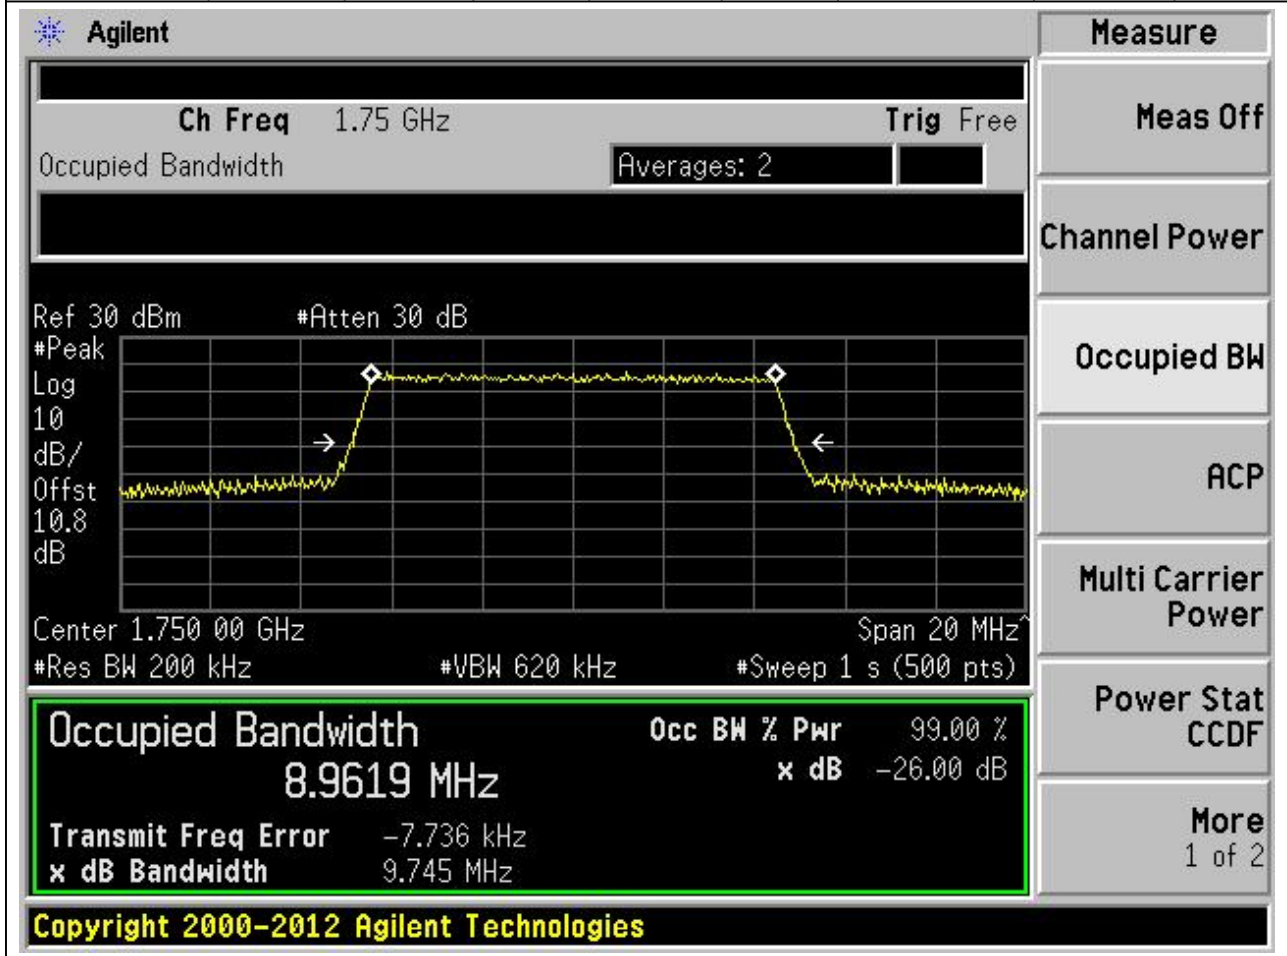 Agilent
Measure
Ch Freq 1.75 GHz Trig Free
Occupied Bandwidth Averages: 2
Meas Off
Channel Power
Occupied BW
ACP
Multi Carrier
Power
Power Stat
CCDF
More
1 of 2
Ref 30 dBm #Atten 30 dB
#Peak
Log
10
dB/
Offst
10.8
dB
Center 1.750 00 GHz Span 20 MHz^
#Res BW 200 kHz #VBW 620 kHz #Sweep 1 s (500 pts)
Occupied Bandwidth Occ BW % Pwr 99.00 %
8.9619 MHz x dB -26.00 dB
Transmit Freq Error -7.736 kHz
x dB Bandwidth 9.745 MHz
Copyright 2000-2012 Agilent Technologies